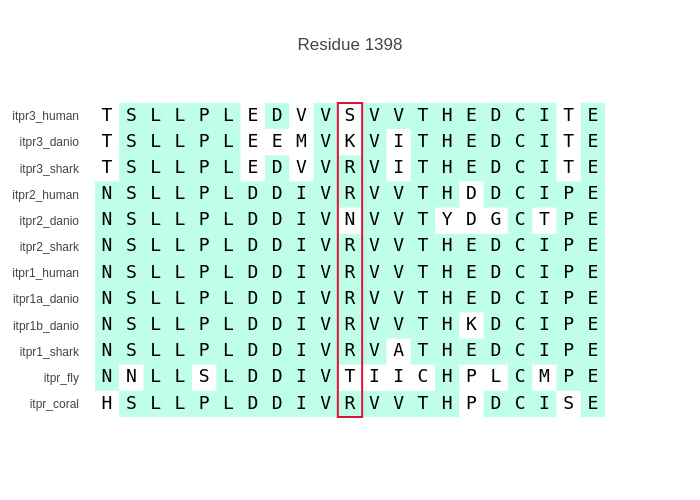 Residue 1398
itpr3_human T S L L P L E D V V S V V T H E D C I T E
itpr3_danio T S L L P L E E M V K V I T H E D C I T E
itpr3_shark T S L L P L E D V V R V I T H E D C I T E
itpr2_human N S L L P L D D I V R V V T H D D C I P E
itpr2_danio N S L L P L D D I V N V V T Y D G C T P E
itpr2_shark N S L L P L D D I V R V V T H E D C I P E
itpr1_human N S L L P L D D I V R V V T H E D C I P E
itpr1a_danio N S L L P L D D I V R V V T H E D C I P E
itpr1b_danio N S L L P L D D I V R V V T H K D C I P E
itpr1_shark N S L L P L D D I V R V A T H E D C I P E
itpr_fly N N L L S L D D I V T I I C H P L C M P E
itpr_coral H S L L P L D D I V R V V T H P D C I S E